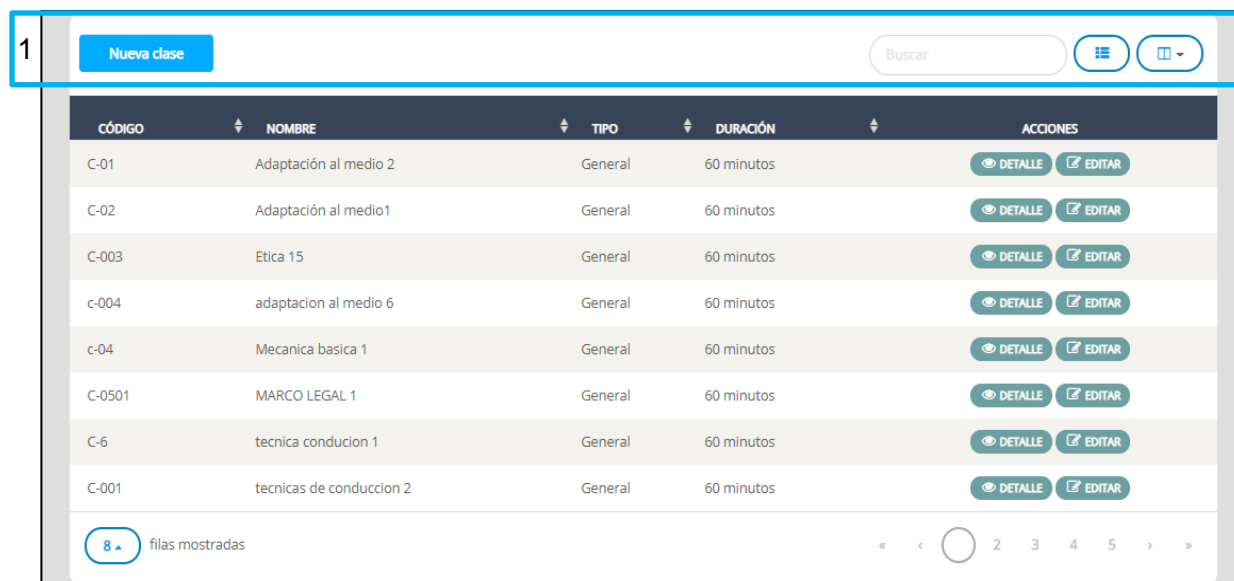 1
Nueva clase Buscar
CÓDIGO NOMBRE TIPO DURACIÓN ACCIONES
C-01 Adaptación al medio 2 General 60 minutos DETALLE EDITAR
C-02 Adaptación al medio1 General 60 minutos DETALLE EDITAR
C-003 Etica 15 General 60 minutos DETALLE EDITAR
c-004 adaptacion al medio 6 General 60 minutos DETALLE EDITAR
c-04 Mecanica basica 1 General 60 minutos DETALLE EDITAR
C-0501 MARCO LEGAL 1 General 60 minutos DETALLE EDITAR
C-6 tecnica conducion 1 General 60 minutos DETALLE EDITAR
C-001 tecnicas de conduccion 2 General 60 minutos DETALLE EDITAR
8 filas mostradas « ‹ 2 3 4 5 › »